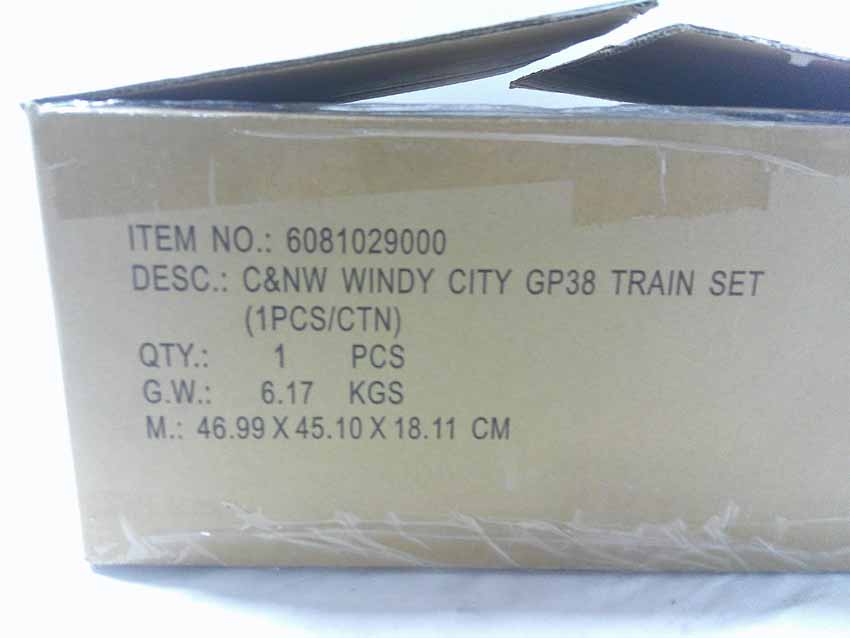 ITEM NO.: 6081029000
DESC.: C&NW WINDY CITY GP38 TRAIN SET
(1PCS/CTN)
QTY.: 1 PCS
G.W.: 6.17 KGS
M.: 46.99 X 45.10 X 18.11 CM